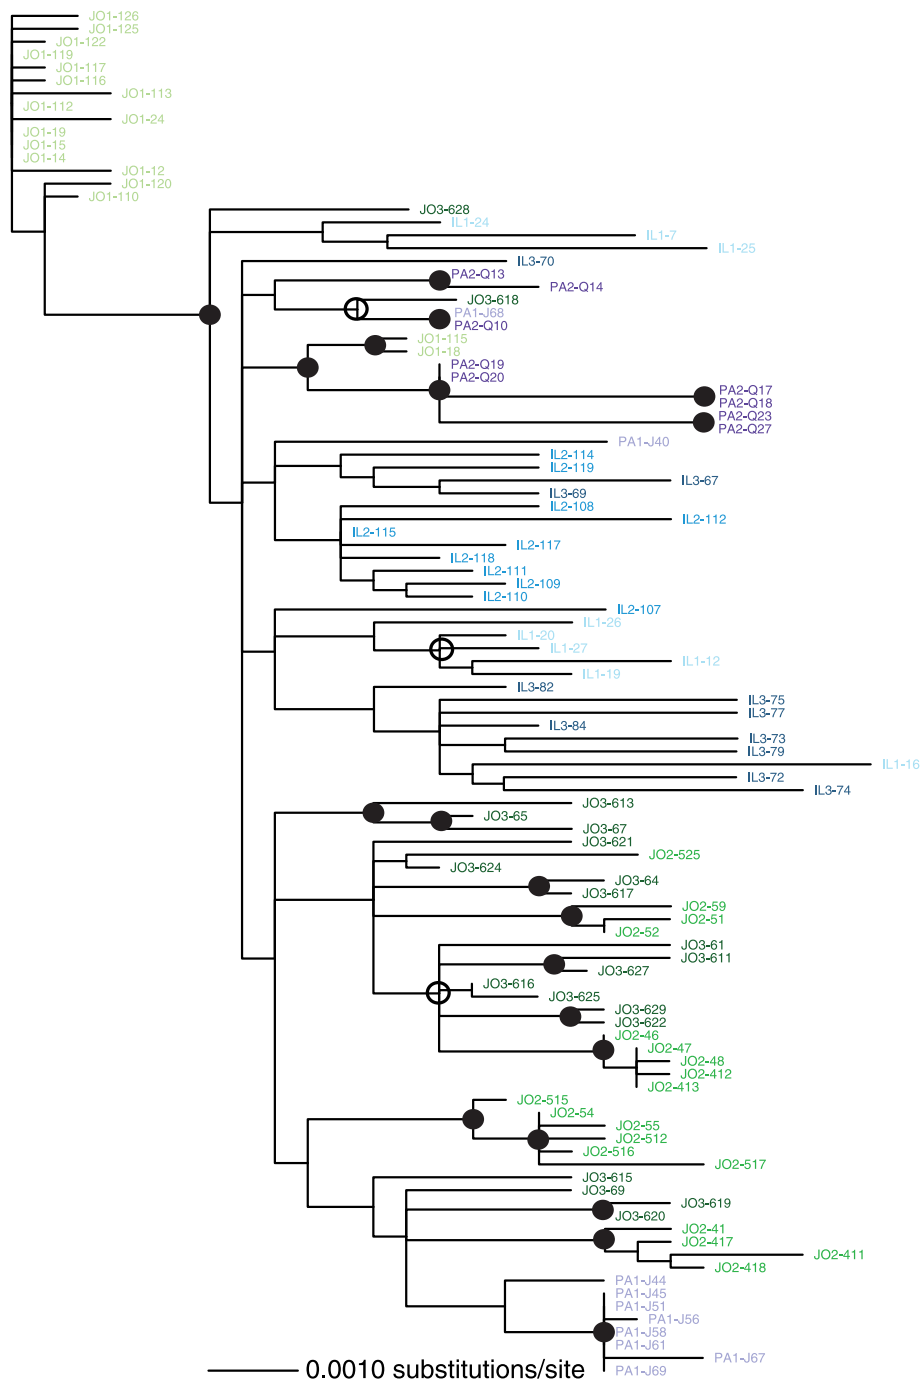 JO1-126
JO1-125
JO1-122
JO1-119
JO1-117
JO1-116
JO1-113
JO1-112
JO1-24
JO1-19
JO1-15
JO1-14
JO1-12
JO1-120
JO1-110
JO3-628
IL1-24
IL1-7
IL1-25
IL3-70
PA2-Q13
PA2-Q14
JO3-618
PA1-J68
PA2-Q10
JO1-115
JO1-18
PA2-Q19
PA2-Q20
PA2-Q17
PA2-Q18
PA2-Q23
PA2-Q27
PA1-J40
IL2-114
IL2-119
IL3-67
IL3-69
IL2-108
IL2-112
IL2-115
IL2-117
IL2-118
IL2-111
IL2-109
IL2-110
IL2-107
IL1-26
IL1-20
IL1-27
IL1-12
IL1-19
IL3-82
IL3-75
IL3-77
IL3-84
IL3-73
IL3-79
IL1-16
IL3-72
IL3-74
JO3-613
JO3-65
JO3-67
JO3-621
JO2-525
JO3-624
JO3-64
JO3-617
JO2-59
JO2-51
JO2-52
JO3-61
JO3-611
JO3-627
JO3-616
JO3-625
JO3-629
JO3-622
JO2-46
JO2-47
JO2-48
JO2-412
JO2-413
JO2-515
JO2-54
JO2-55
JO2-512
JO2-516
JO2-517
JO3-615
JO3-69
JO3-619
JO3-620
JO2-41
JO2-417
JO2-411
JO2-418
PA1-J44
PA1-J45
PA1-J51
PA1-J56
PA1-J58
PA1-J61
PA1-J67
PA1-J69
0.0010 substitutions/site